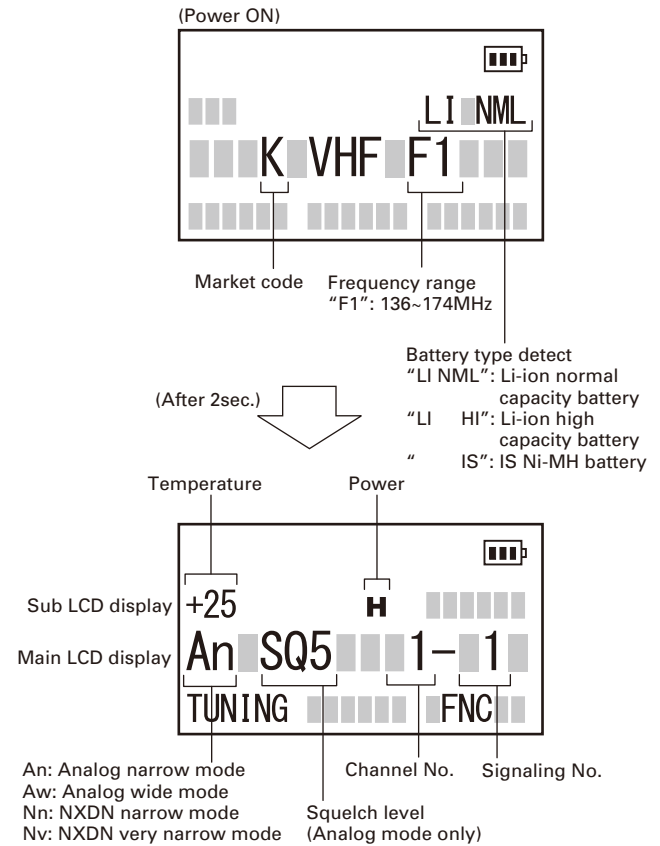 (Power ON)
LI NML
K VHF F1
Market code
Frequency range
“F1”: 136~174MHz
Battery type detect
“LI NML”: Li-ion normal
capacity battery
“LI HI”: Li-ion high
capacity battery
“ IS”: IS Ni-MH battery
(After 2sec.)
Temperature
Power
Sub LCD display
+25 H
Main LCD display
An SQ5 1- 1
TUNING FNC
An: Analog narrow mode
Aw: Analog wide mode
Nn: NXDN narrow mode
Nv: NXDN very narrow mode
Squelch level
(Analog mode only)
Channel No.
Signaling No.